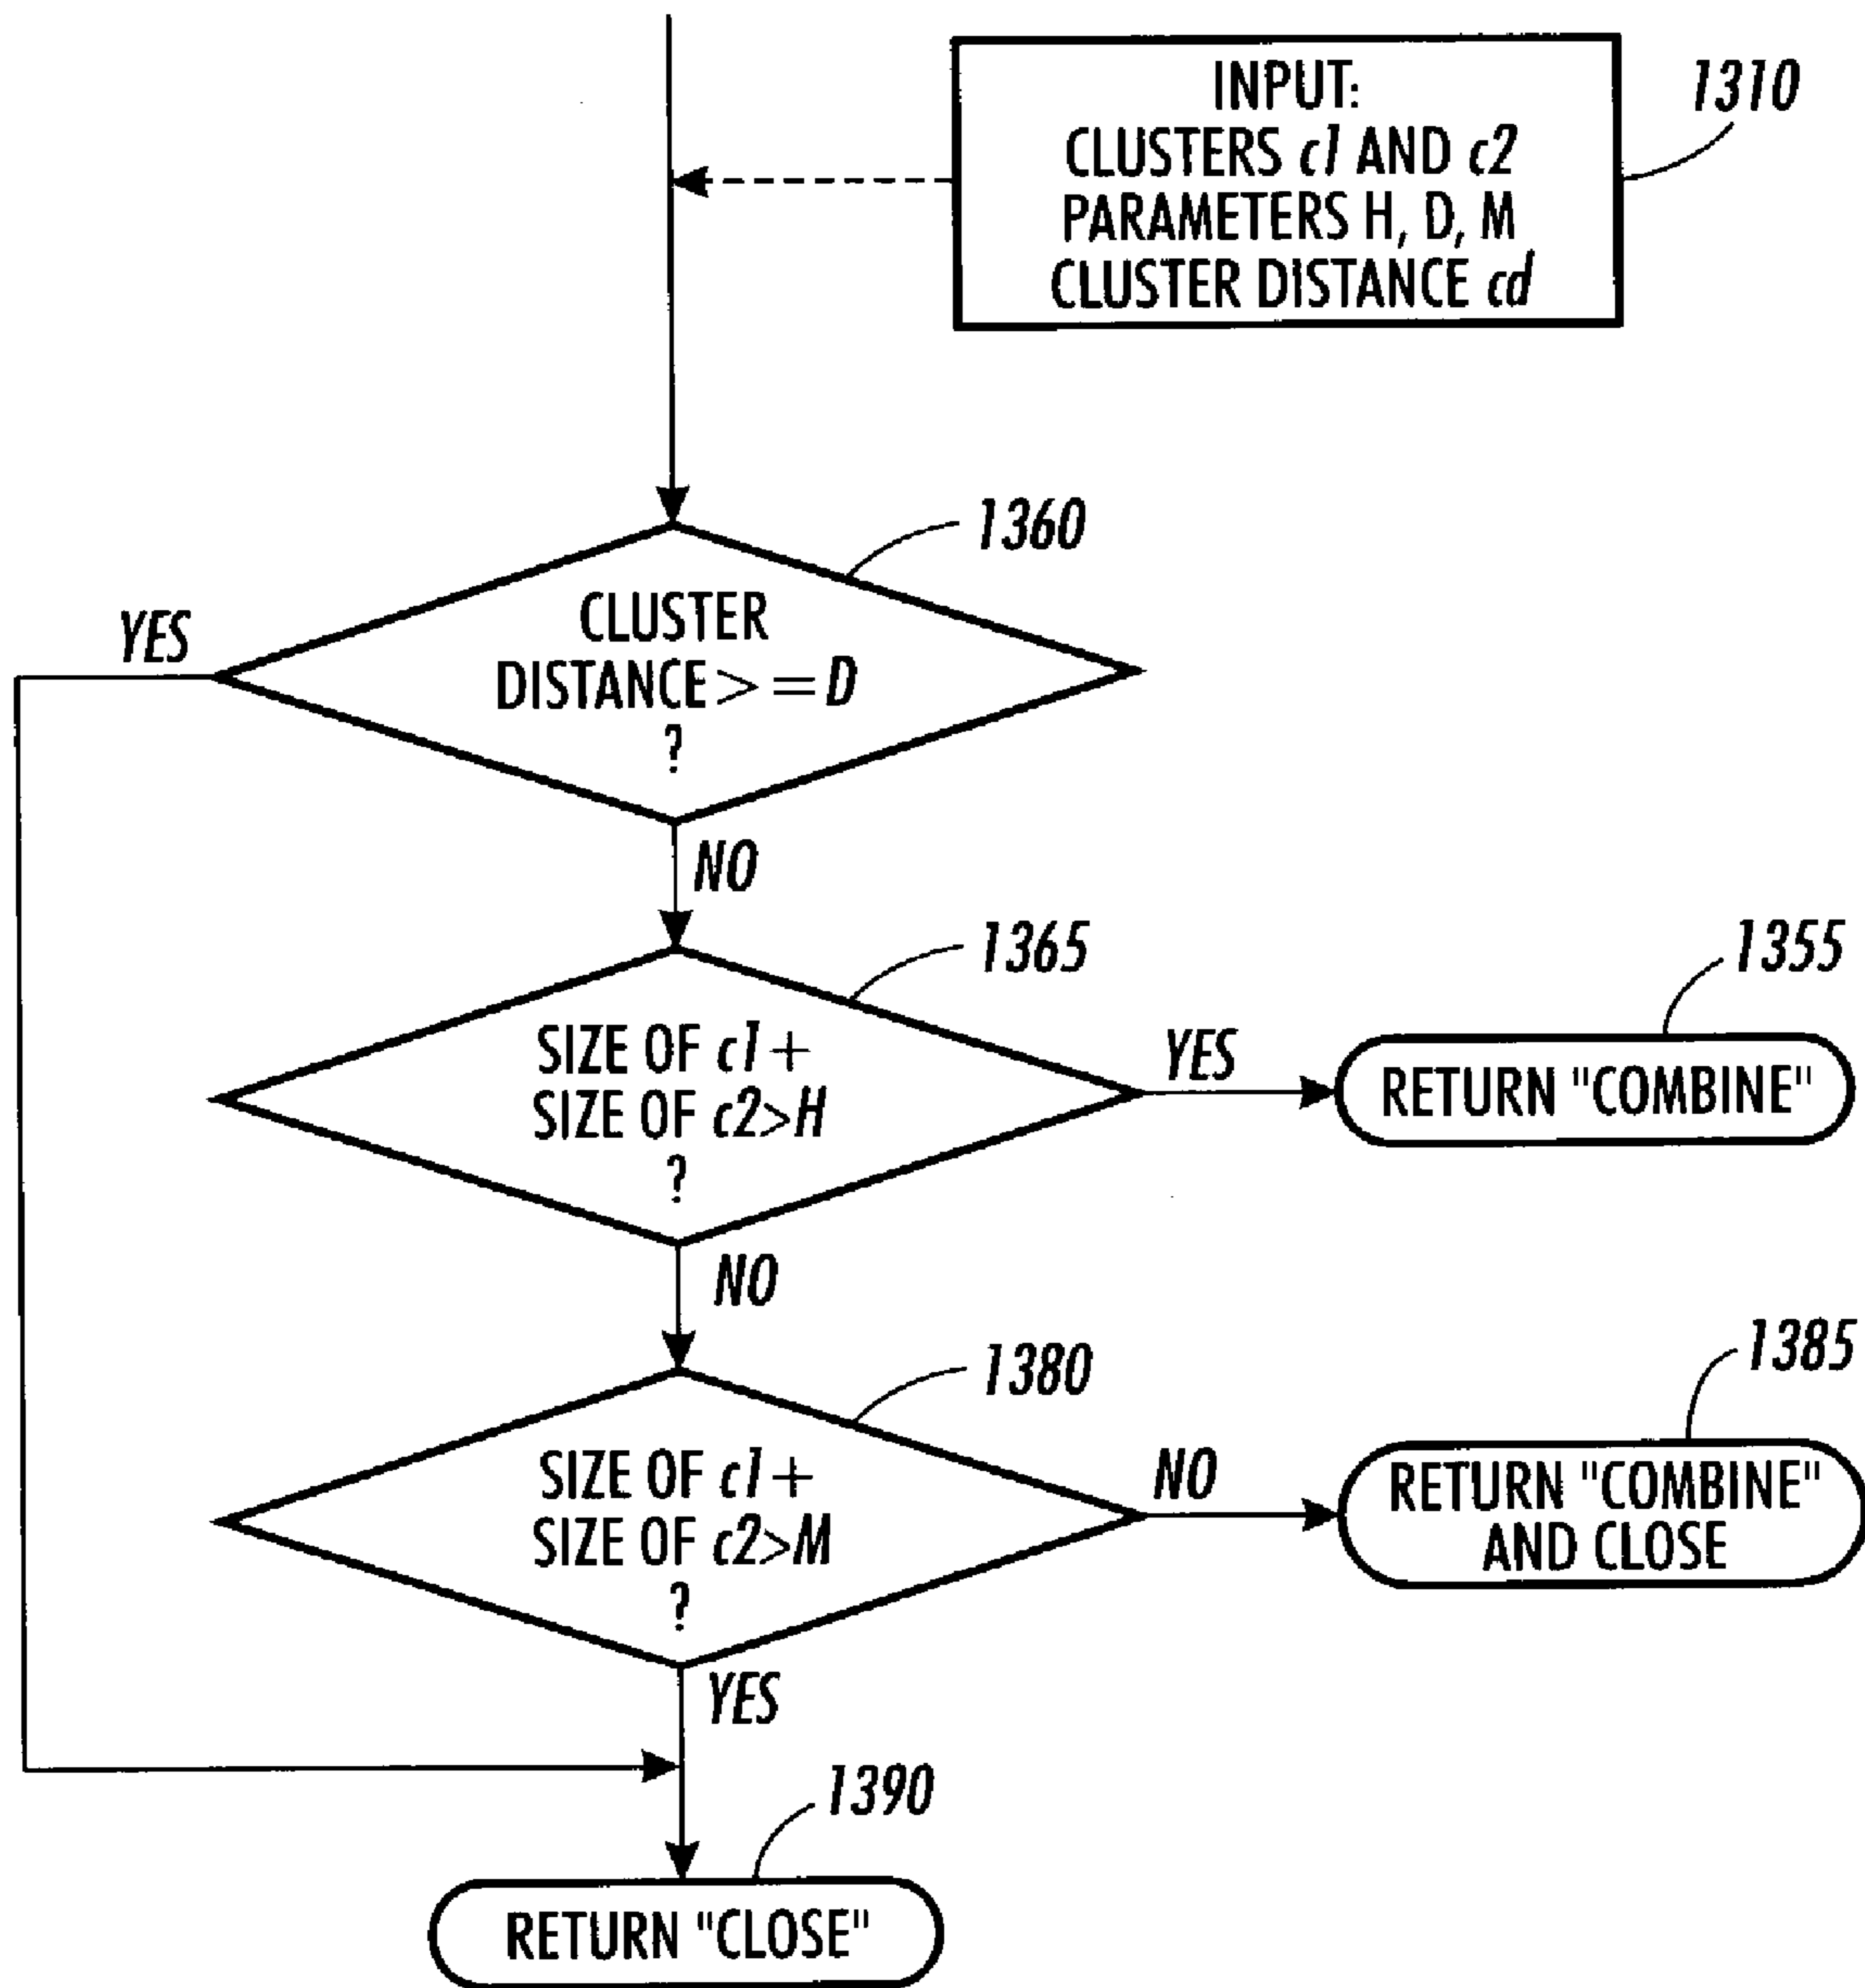 INPUT:
CLUSTERS c1 AND c2
PARAMETERS H, D, M
CLUSTER DISTANCE cd
1310
1360
CLUSTER
DISTANCE >= D
?
YES
NO
1365
SIZE OF c1 +
SIZE OF c2>H
?
YES
1355
RETURN "COMBINE"
NO
1380
SIZE OF c1 +
SIZE OF c2>M
?
NO
1385
RETURN "COMBINE"
AND CLOSE
YES
1390
RETURN "CLOSE"